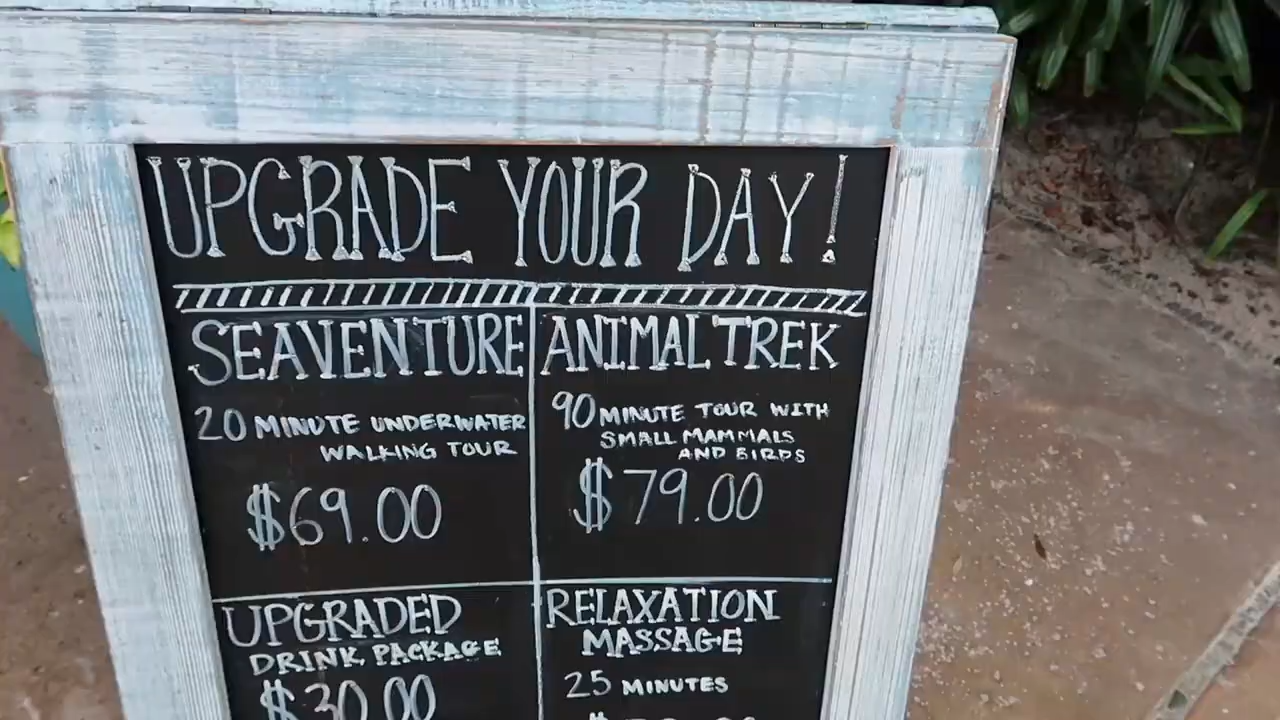 UPGRADE YOUR DAY!
SEAVENTURE
20 MINUTE UNDERWATER
WALKING TOUR
$69.00
ANIMAL TREK
90 MINUTE TOUR WITH
SMALL MAMMALS
AND BIRDS
$79.00
UPGRADED
DRINK PACKAGE
$30.00
RELAXATION
MASSAGE
25 MINUTES